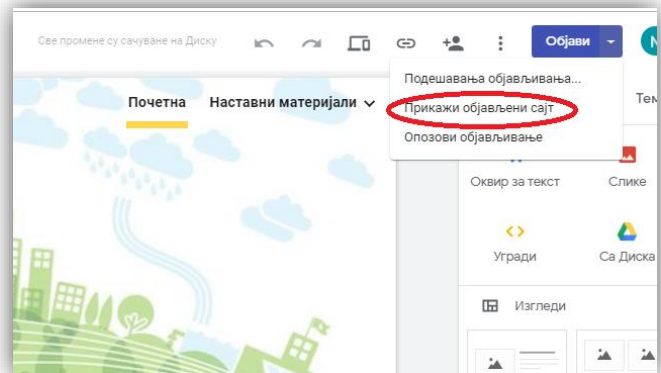 Све промене су сачуване на Диску
Објави
N
Подешавања објављивања...
Прикажи објављени сајт
Опозови објављивање
Почетна
Наставни материјали
Тем
Оквир за текст
Слике
Угради
Са Диска
Изгледи